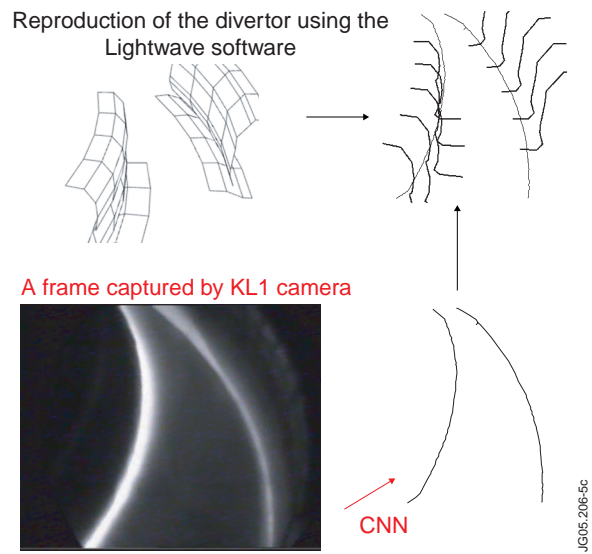 Reproduction of the divertor using the
Lightwave software
A frame captured by KL1 camera
CNN
JG05.206-5c